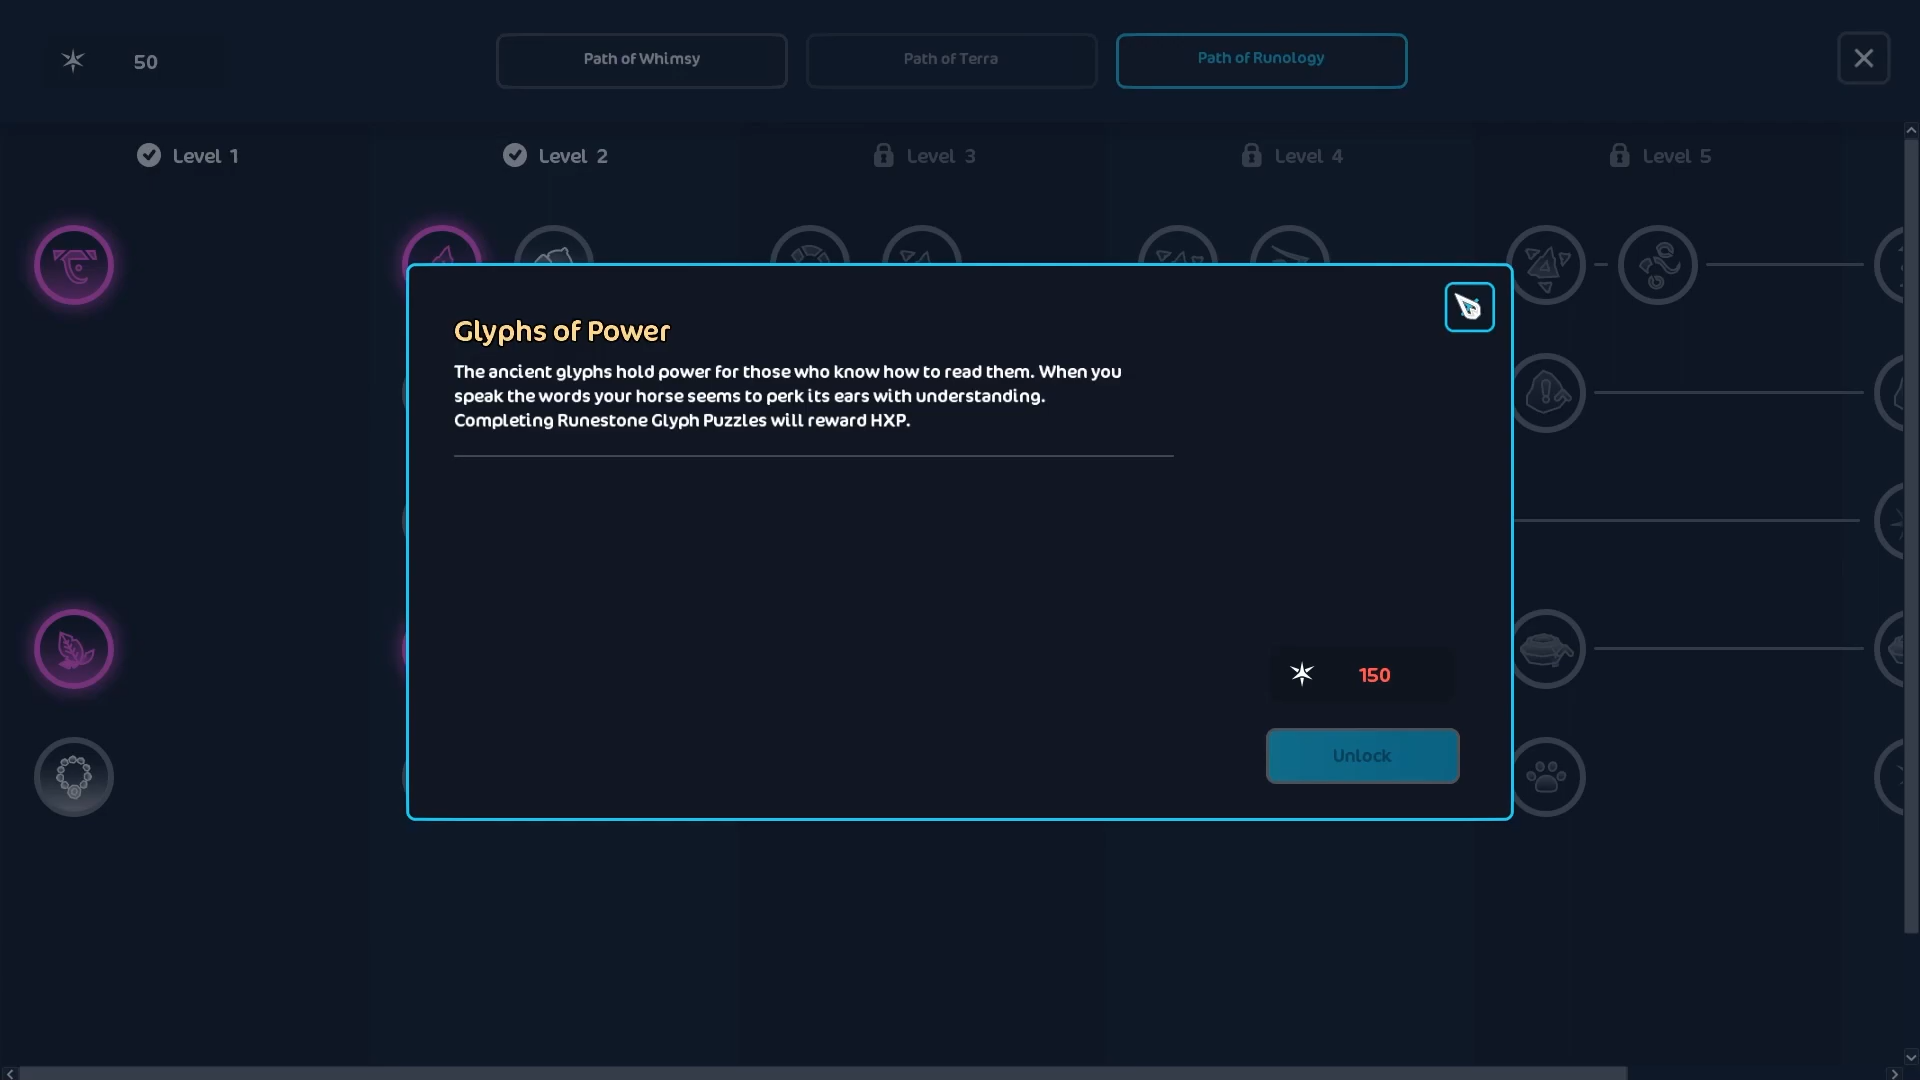 50
Path of Whimsy
Path of Terra
Path of Runology
Level 1
Level 2
Level 3
Level 4
Level 5
Glyphs of Power
The ancient glyphs hold power for those who know how to read them. When you
speak the words your horse seems to perk its ears with understanding.
Completing Runestone Glyph Puzzles will reward HXP.
150
Unlock